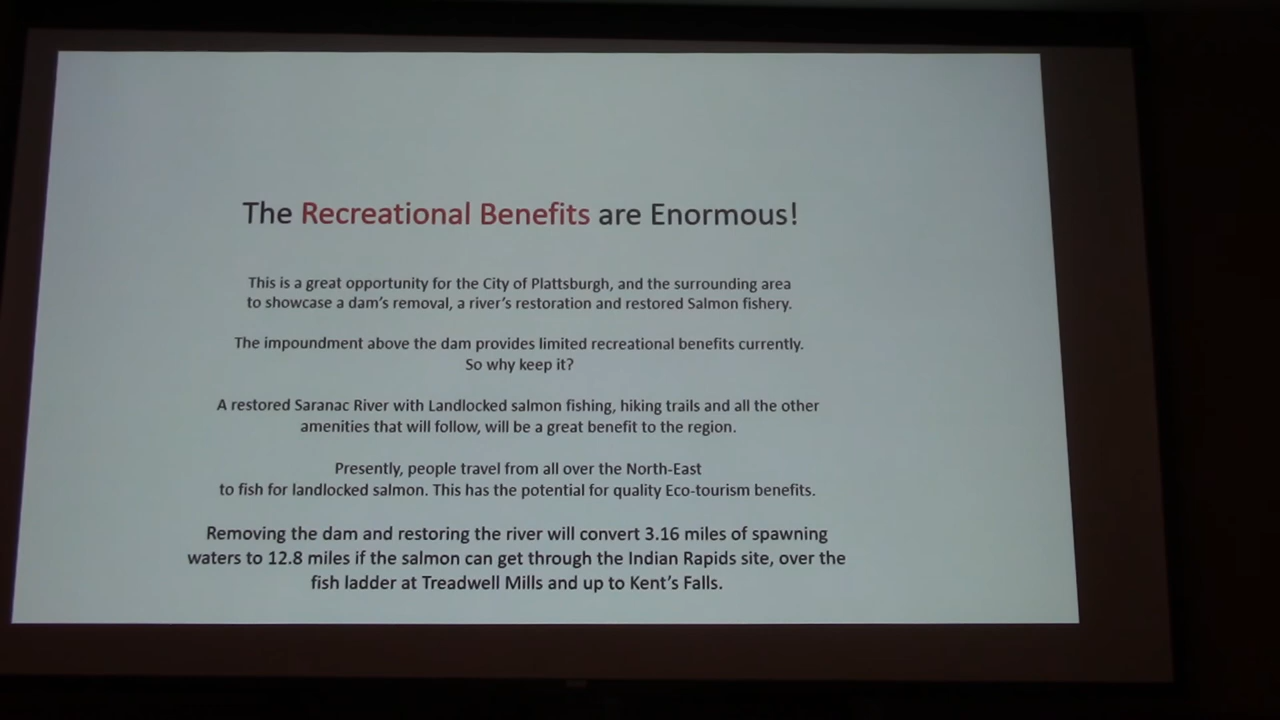 The Recreational Benefits are Enormous!
This is a great opportunity for the City of Plattsburgh, and the surrounding area
to showcase a dam's removal, a river's restoration and restored Salmon fishery.
The impoundment above the dam provides limited recreational benefits currently.
So why keep it?
A restored Saranac River with Landlocked salmon fishing, hiking trails and all the other
amenities that will follow, will be a great benefit to the region.
Presently, people travel from all over the North-East
to fish for landlocked salmon. This has the potential for quality Eco-tourism benefits.
Removing the dam and restoring the river will convert 3.16 miles of spawning
waters to 12.8 miles if the salmon can get through the Indian Rapids site, over the
fish ladder at Treadwell Mills and up to Kent's Falls.